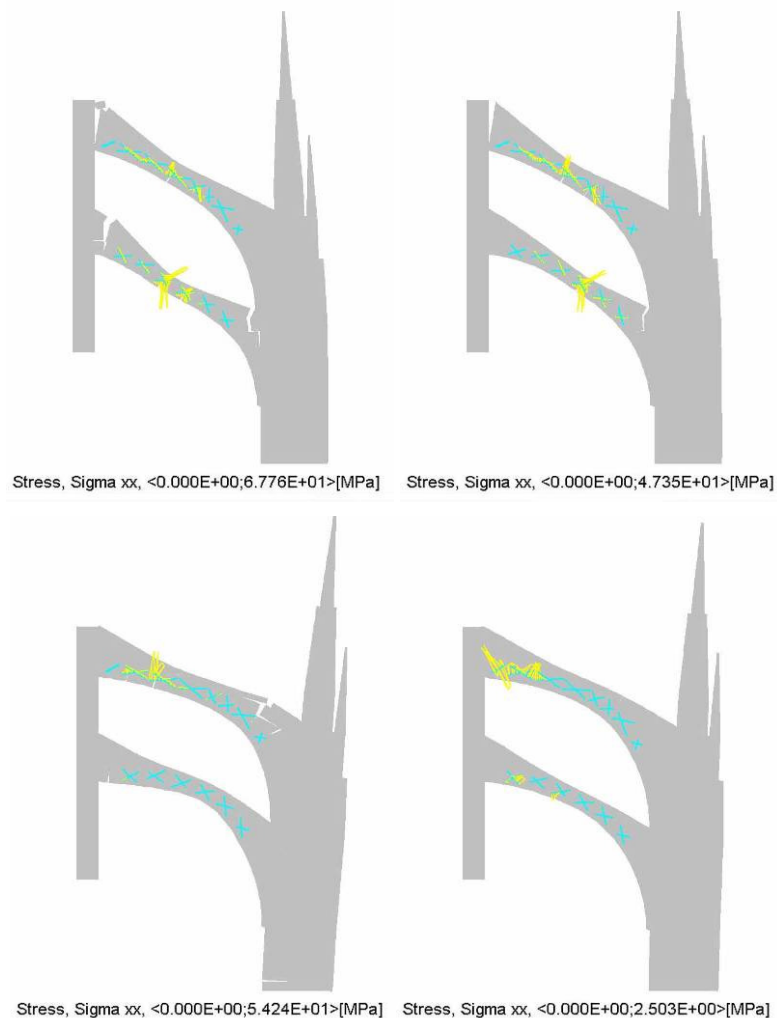 Stress, Sigma xx, <0.000E+00;6.776E+01>[MPa]
Stress, Sigma xx, <0.000E+00;4.735E+01>[MPa]
Stress, Sigma xx, <0.000E+00;5.424E+01>[MPa]
Stress, Sigma xx, <0.000E+00;2.503E+00>[MPa]